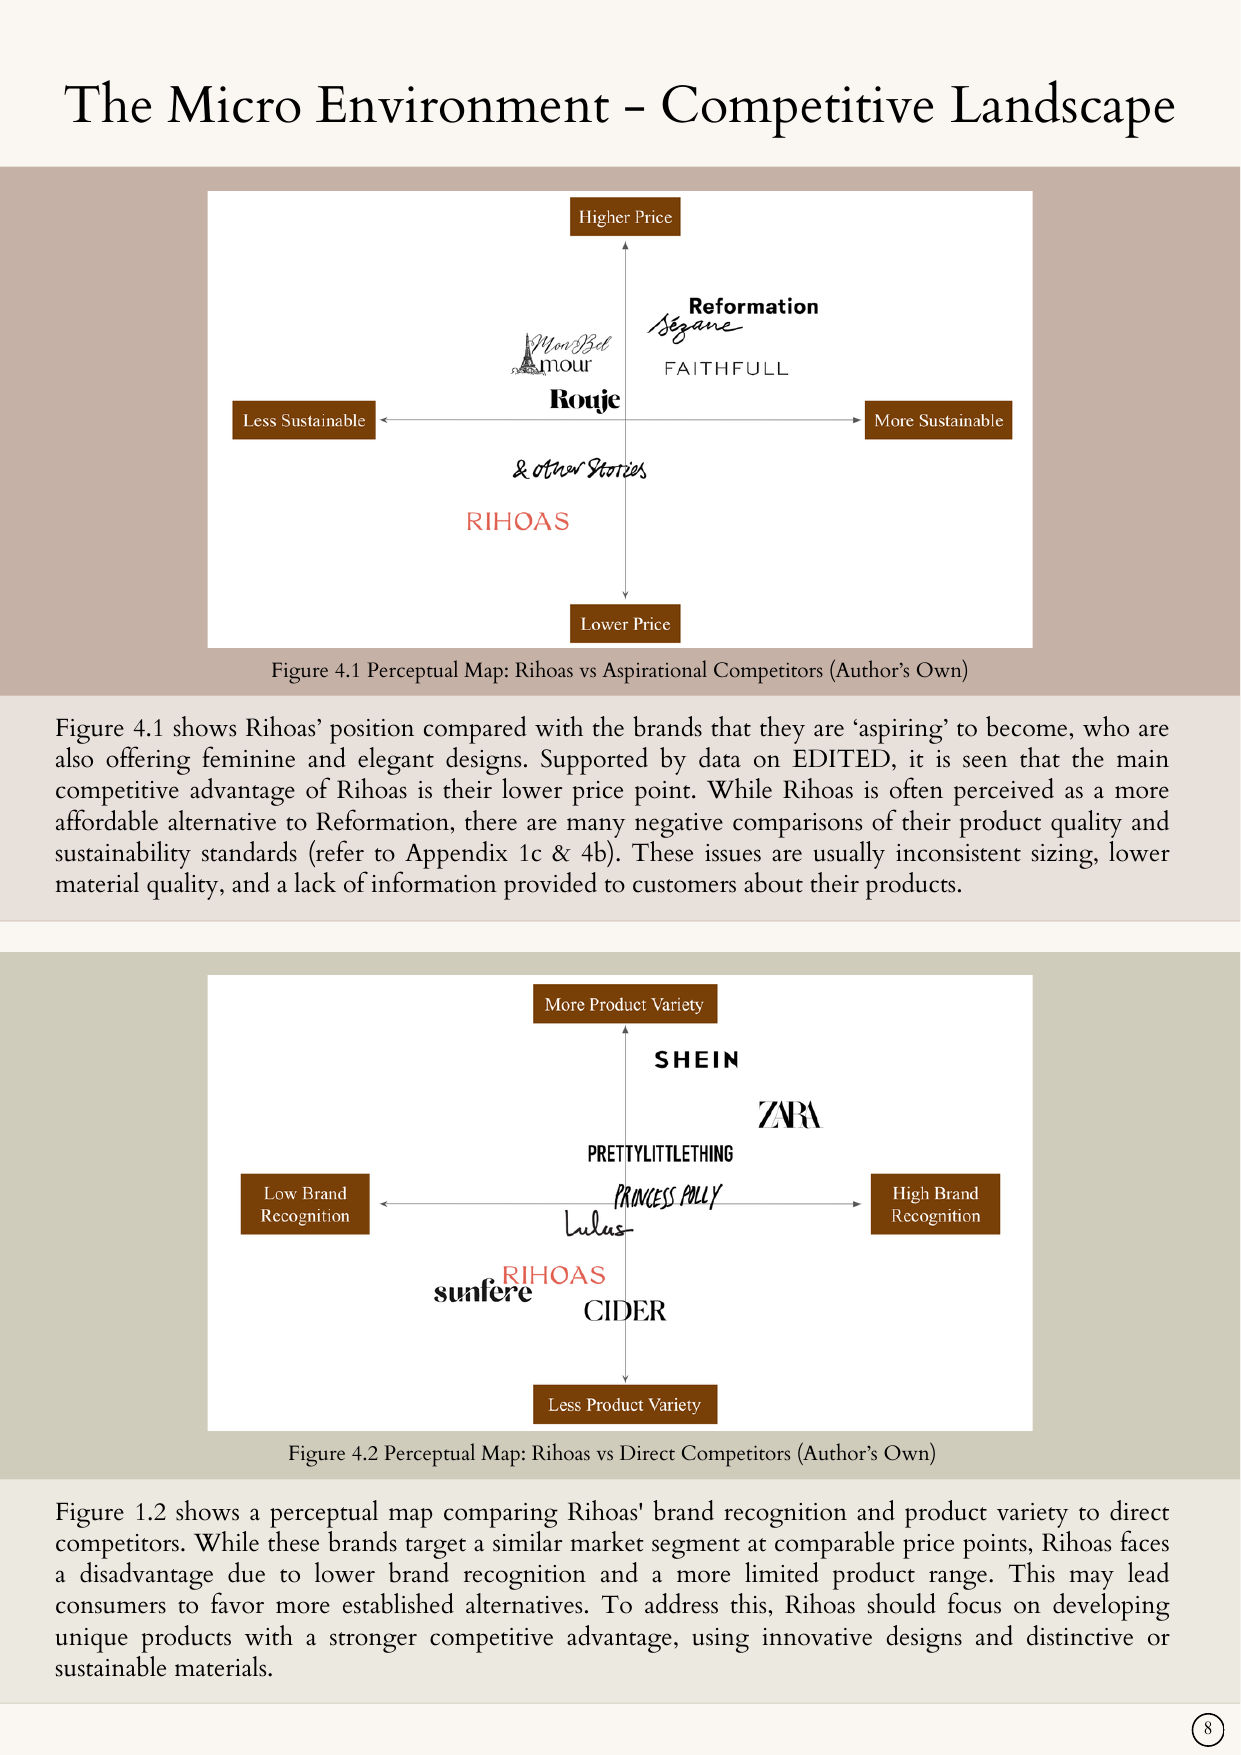 The Micro Environment - Competitive Landscape
Higher Price
Reformation
Sézane
Mon Bel
Amour
FAITHFULL
Rouje
Less Sustainable
More Sustainable
& other Stories
RIHOAS
Lower Price
Figure 4.1 Perceptual Map: Rihoas vs Aspirational Competitors (Author’s Own)
Figure 4.1 shows Rihoas’ position compared with the brands that they are ‘aspiring’ to become, who are
also offering feminine and elegant designs. Supported by data on EDITED, it is seen that the main
competitive advantage of Rihoas is their lower price point. While Rihoas is often perceived as a more
affordable alternative to Reformation, there are many negative comparisons of their product quality and
sustainability standards (refer to Appendix 1c & 4b). These issues are usually inconsistent sizing, lower
material quality, and a lack of information provided to customers about their products.
More Product Variety
SHEIN
ZARA
PRETTYLITTLETHING
Low Brand
Recognition
PRINCESS POLLY
High Brand
Recognition
Lulus
RIHOAS
sunfere
CIDER
Less Product Variety
Figure 4.2 Perceptual Map: Rihoas vs Direct Competitors (Author’s Own)
Figure 1.2 shows a perceptual map comparing Rihoas' brand recognition and product variety to direct
competitors. While these brands target a similar market segment at comparable price points, Rihoas faces
a disadvantage due to lower brand recognition and a more limited product range. This may lead
consumers to favor more established alternatives. To address this, Rihoas should focus on developing
unique products with a stronger competitive advantage, using innovative designs and distinctive or
sustainable materials.
8